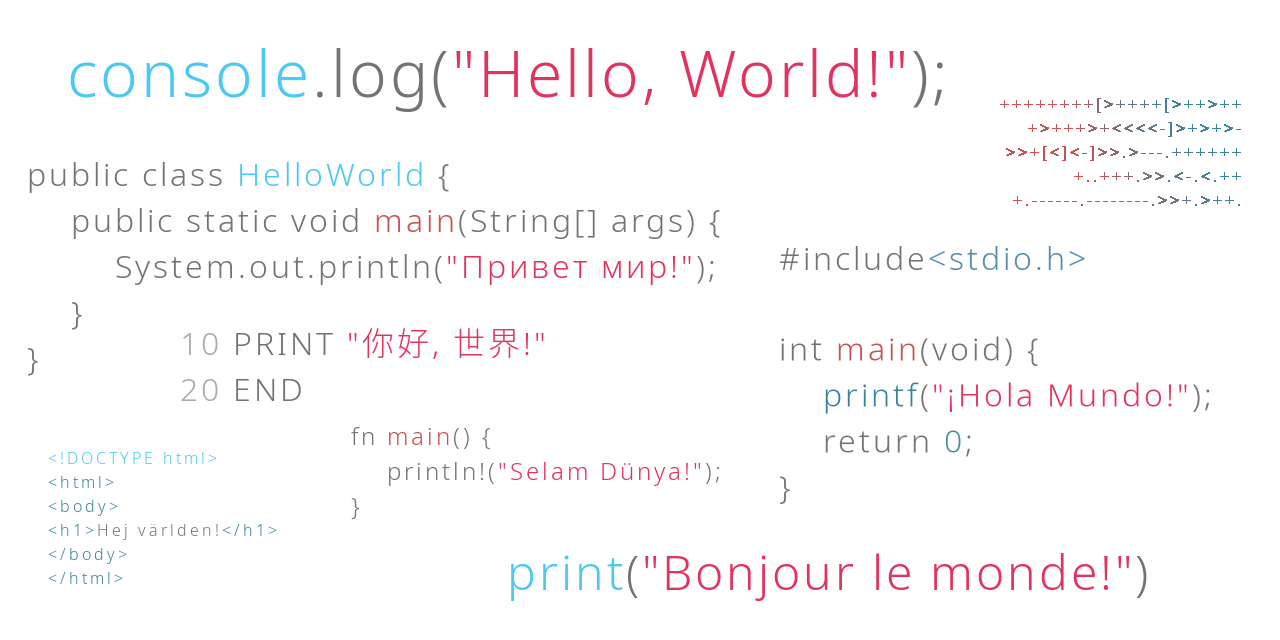 console.log("Hello, World!");
++++++++[>++++[>++>++
+>+++>+<<<<-]>+>+>-
>>+[<]<-]>>.>---.++++++
+..+++.>>.<-.<.++
+.------.--------.>>+.>++.
public class HelloWorld {
public static void main(String[] args) {
System.out.println("Привет мир!");
}
}
10 PRINT "你好, 世界!"
20 END
#include<stdio.h>
int main(void) {
printf("¡Hola Mundo!");
return 0;
}
fn main() {
println!("Selam Dünya!");
}
<!DOCTYPE html>
<html>
<body>
<h1>Hej världen!</h1>
</body>
</html>
print("Bonjour le monde!")